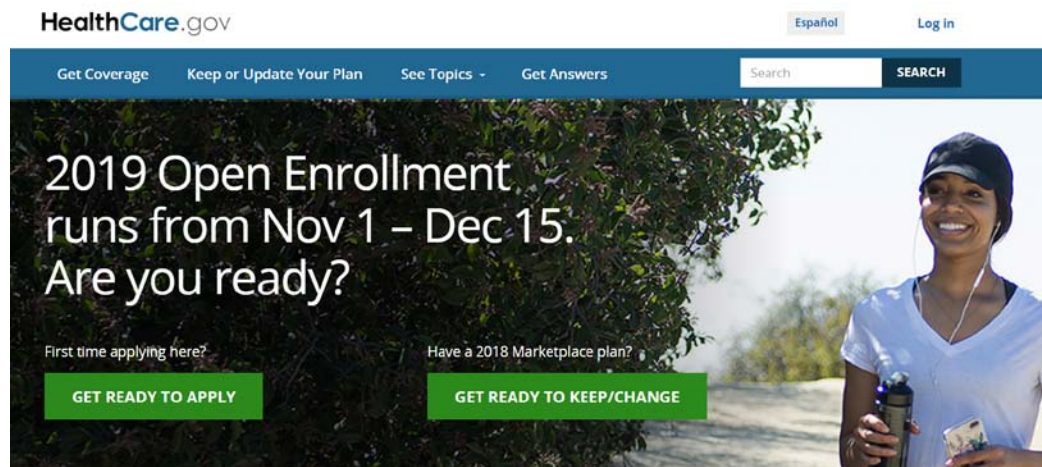 HealthCare.gov
Español
Log in
Get Coverage
Keep or Update Your Plan
See Topics -
Get Answers
Search
SEARCH
2019 Open Enrollment
runs from Nov 1 – Dec 15.
Are you ready?
First time applying here?
GET READY TO APPLY
Have a 2018 Marketplace plan?
GET READY TO KEEP/CHANGE